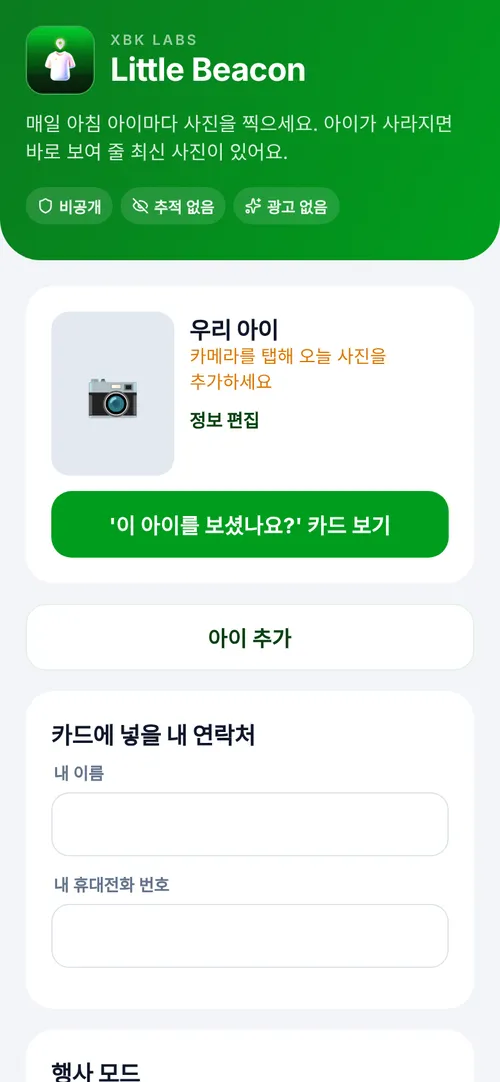 XBK LABS
Little Beacon
매일 아침 아이마다 사진을 찍으세요. 아이가 사라지면
바로 보여 줄 최신 사진이 있어요.
비공개
추적 없음
광고 없음
우리 아이
카메라를 탭해 오늘 사진을
추가하세요
정보 편집
'이 아이를 보셨나요?' 카드 보기
아이 추가
카드에 넣을 내 연락처
내 이름
내 휴대전화 번호
행사 모드